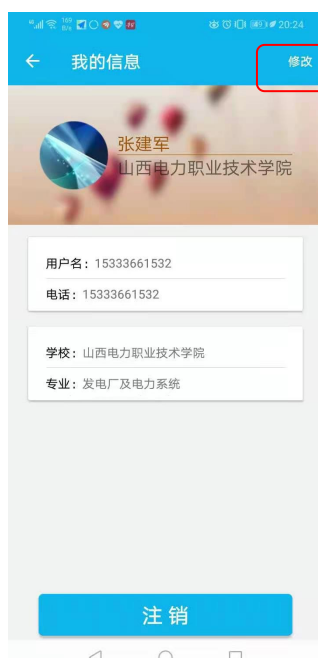 169
B/s
20:24
我的信息
修改
张建军
山西电力职业技术学院
用户名：15333661532
电话：15333661532
学校：山西电力职业技术学院
专业：发电厂及电力系统
注 销